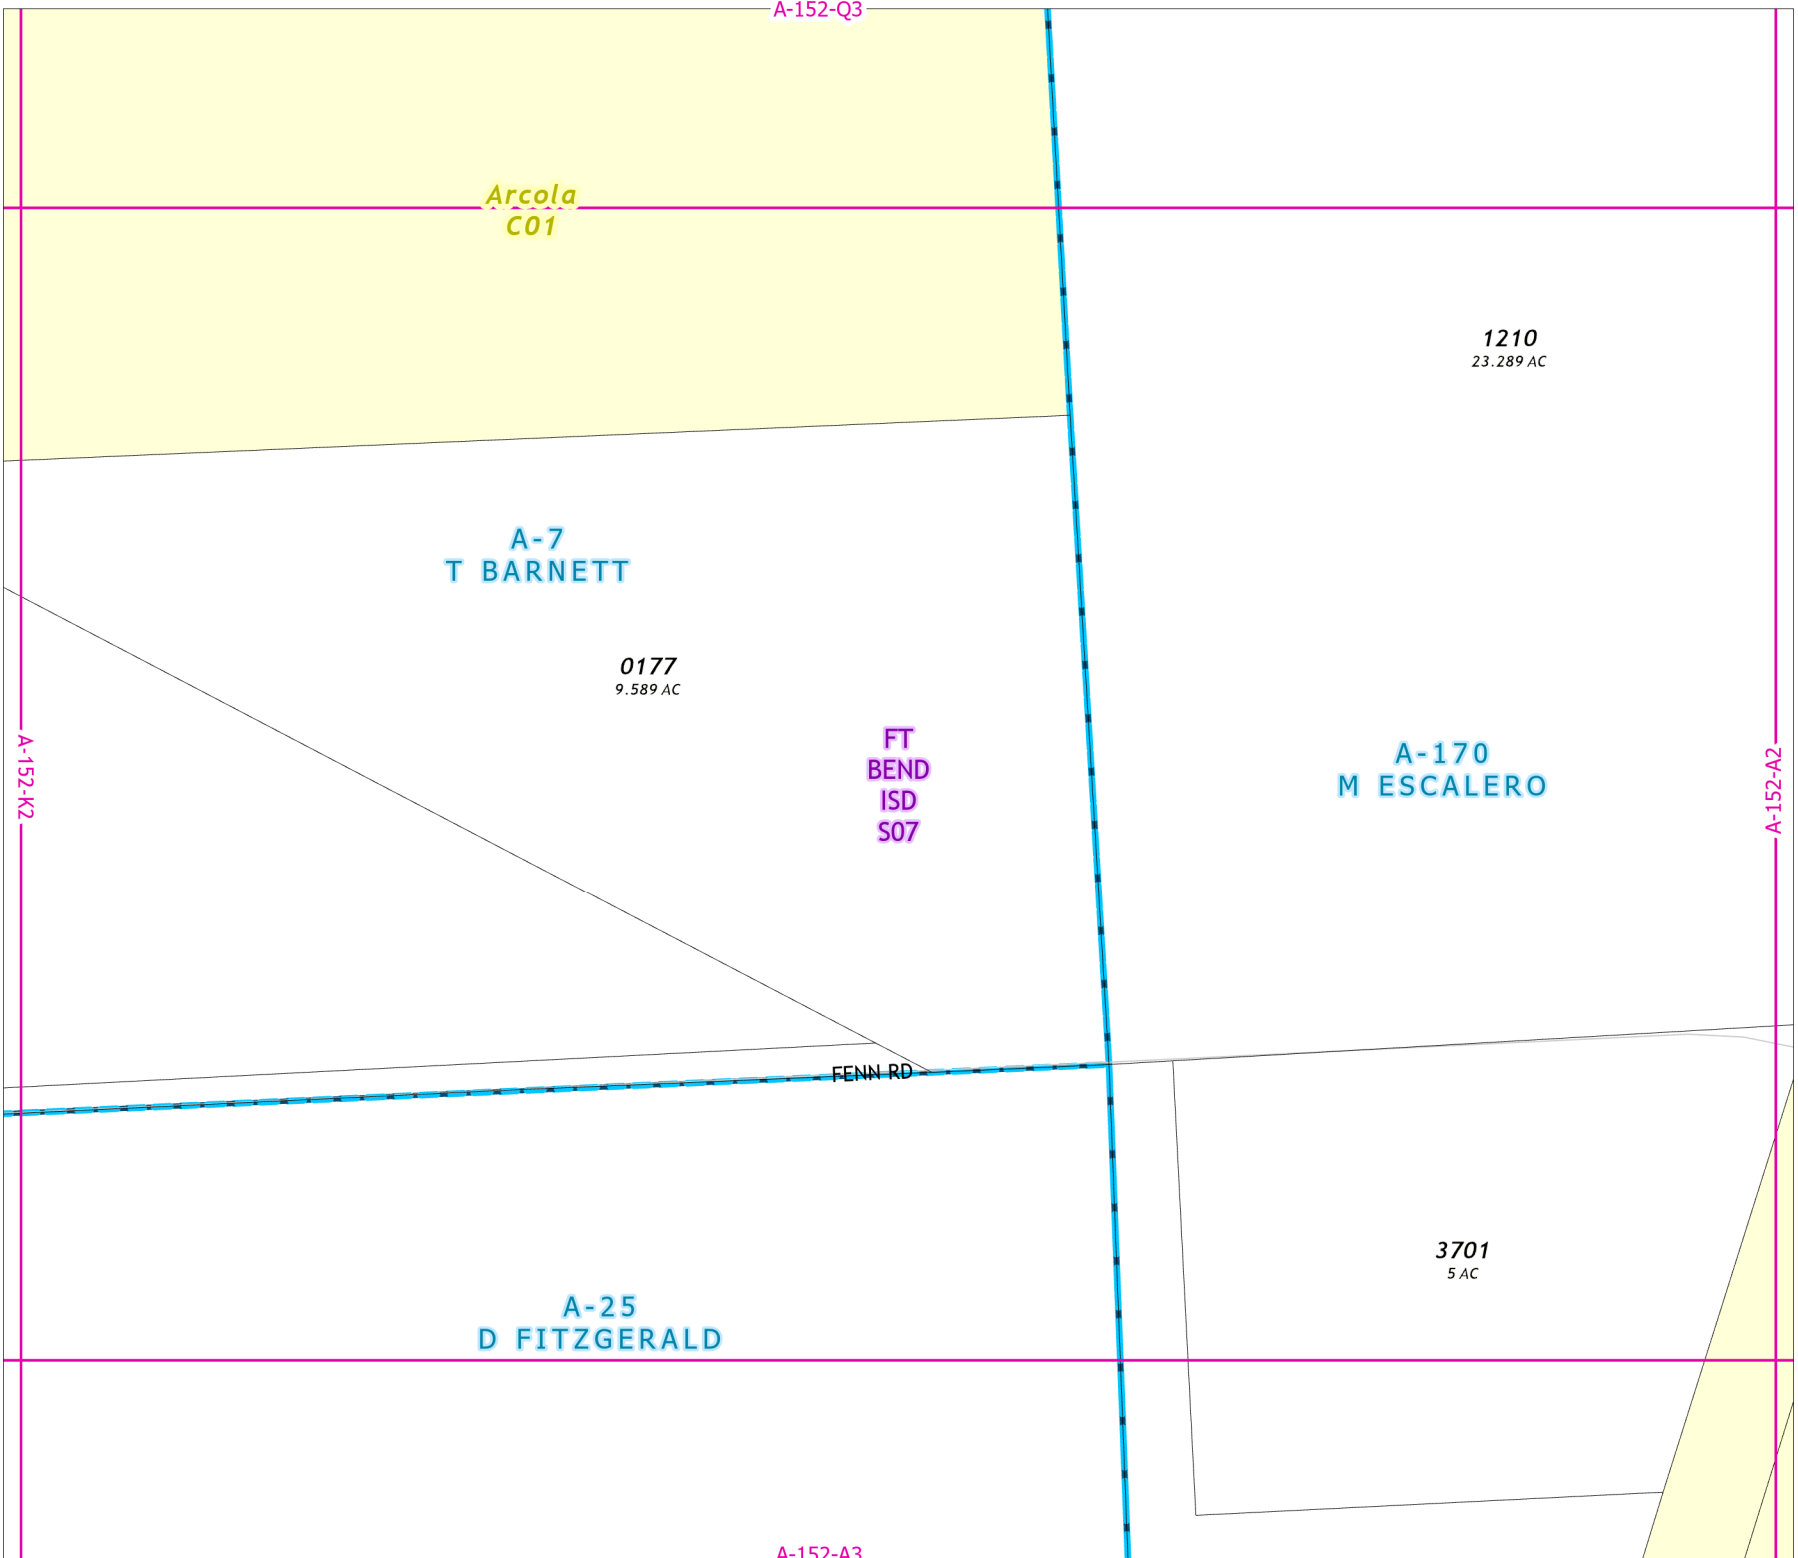 A-152-Q3
Arcola
C01
1210
23.289 AC
A-7
T BARNETT
0177
9.589 AC
FT
BEND
ISD
S07
A-170
M ESCALERO
A-152-K2
A-152-A2
FENN RD
3701
5 AC
A-25
D FITZGERALD
A-152-A3